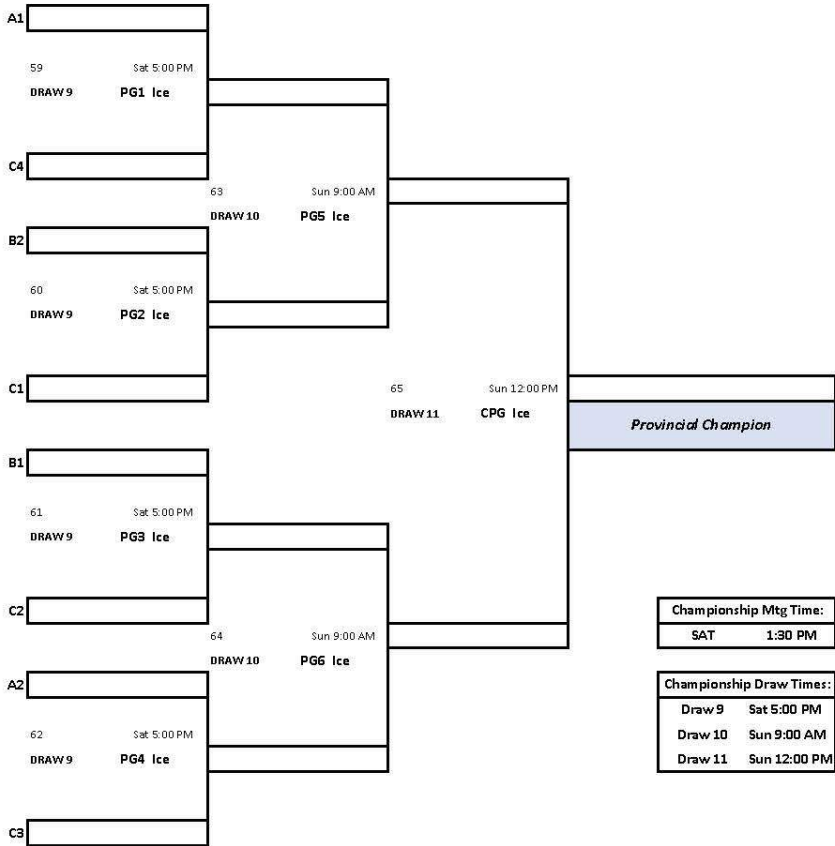 A1
59 Sat 5:00 PM
DRAW 9 PG1 Ice
C4
63 Sun 9:00 AM
DRAW 10 PG5 Ice
B2
60 Sat 5:00 PM
DRAW 9 PG2 Ice
C1
65 Sun 12:00 PM
DRAW 11 CPG Ice
Provincial Champion
B1
61 Sat 5:00 PM
DRAW 9 PG3 Ice
C2
64 Sun 9:00 AM
DRAW 10 PG6 Ice
A2
62 Sat 5:00 PM
DRAW 9 PG4 Ice
C3
Championship Mtg Time:
SAT 1:30 PM
Championship Draw Times:
Draw 9 Sat 5:00 PM
Draw 10 Sun 9:00 AM
Draw 11 Sun 12:00 PM